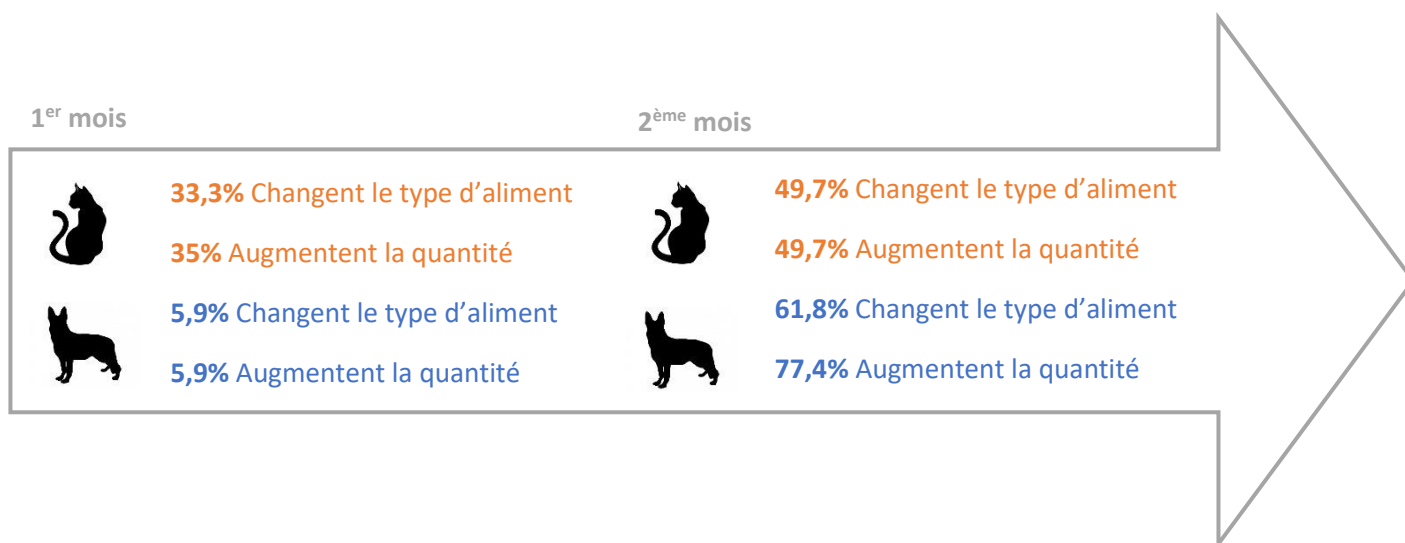 1er mois
33,3% Changent le type d’aliment
35% Augmentent la quantité
5,9% Changent le type d’aliment
5,9% Augmentent la quantité
2ème mois
49,7% Changent le type d’aliment
49,7% Augmentent la quantité
61,8% Changent le type d’aliment
77,4% Augmentent la quantité